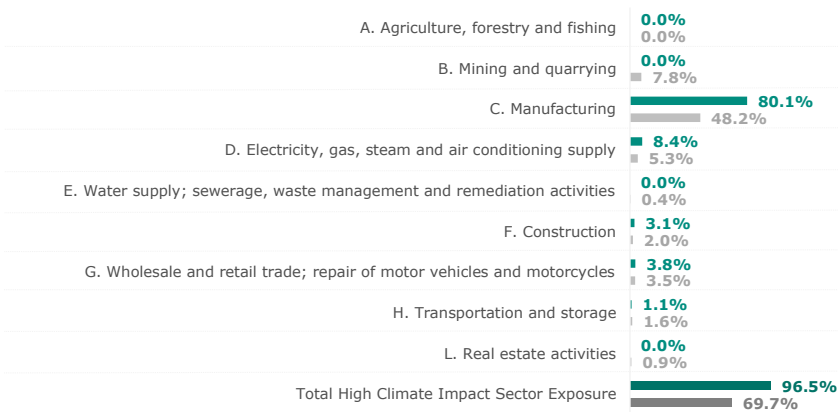 A. Agriculture, forestry and fishing
0.0%
0.0%
B. Mining and quarrying
0.0%
7.8%
C. Manufacturing
80.1%
48.2%
D. Electricity, gas, steam and air conditioning supply
8.4%
5.3%
E. Water supply; sewerage, waste management and remediation activities
0.0%
0.4%
F. Construction
3.1%
2.0%
G. Wholesale and retail trade; repair of motor vehicles and motorcycles
3.8%
3.5%
H. Transportation and storage
1.1%
1.6%
L. Real estate activities
0.0%
0.9%
Total High Climate Impact Sector Exposure
96.5%
69.7%